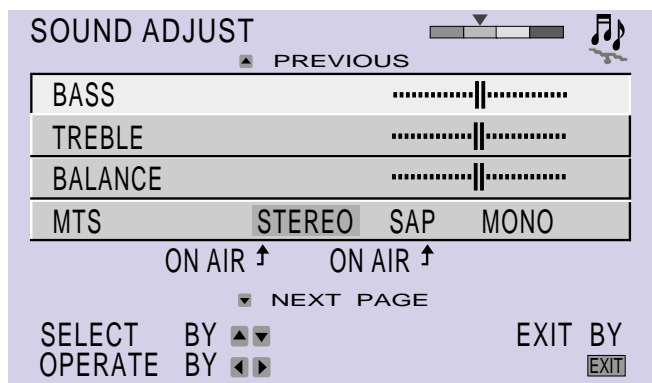 SOUND ADJUST
PREVIOUS
BASS
TREBLE
BALANCE
MTS STEREO SAP MONO
ON AIR ON AIR
NEXT PAGE
SELECT BY EXIT BY
OPERATE BY EXIT